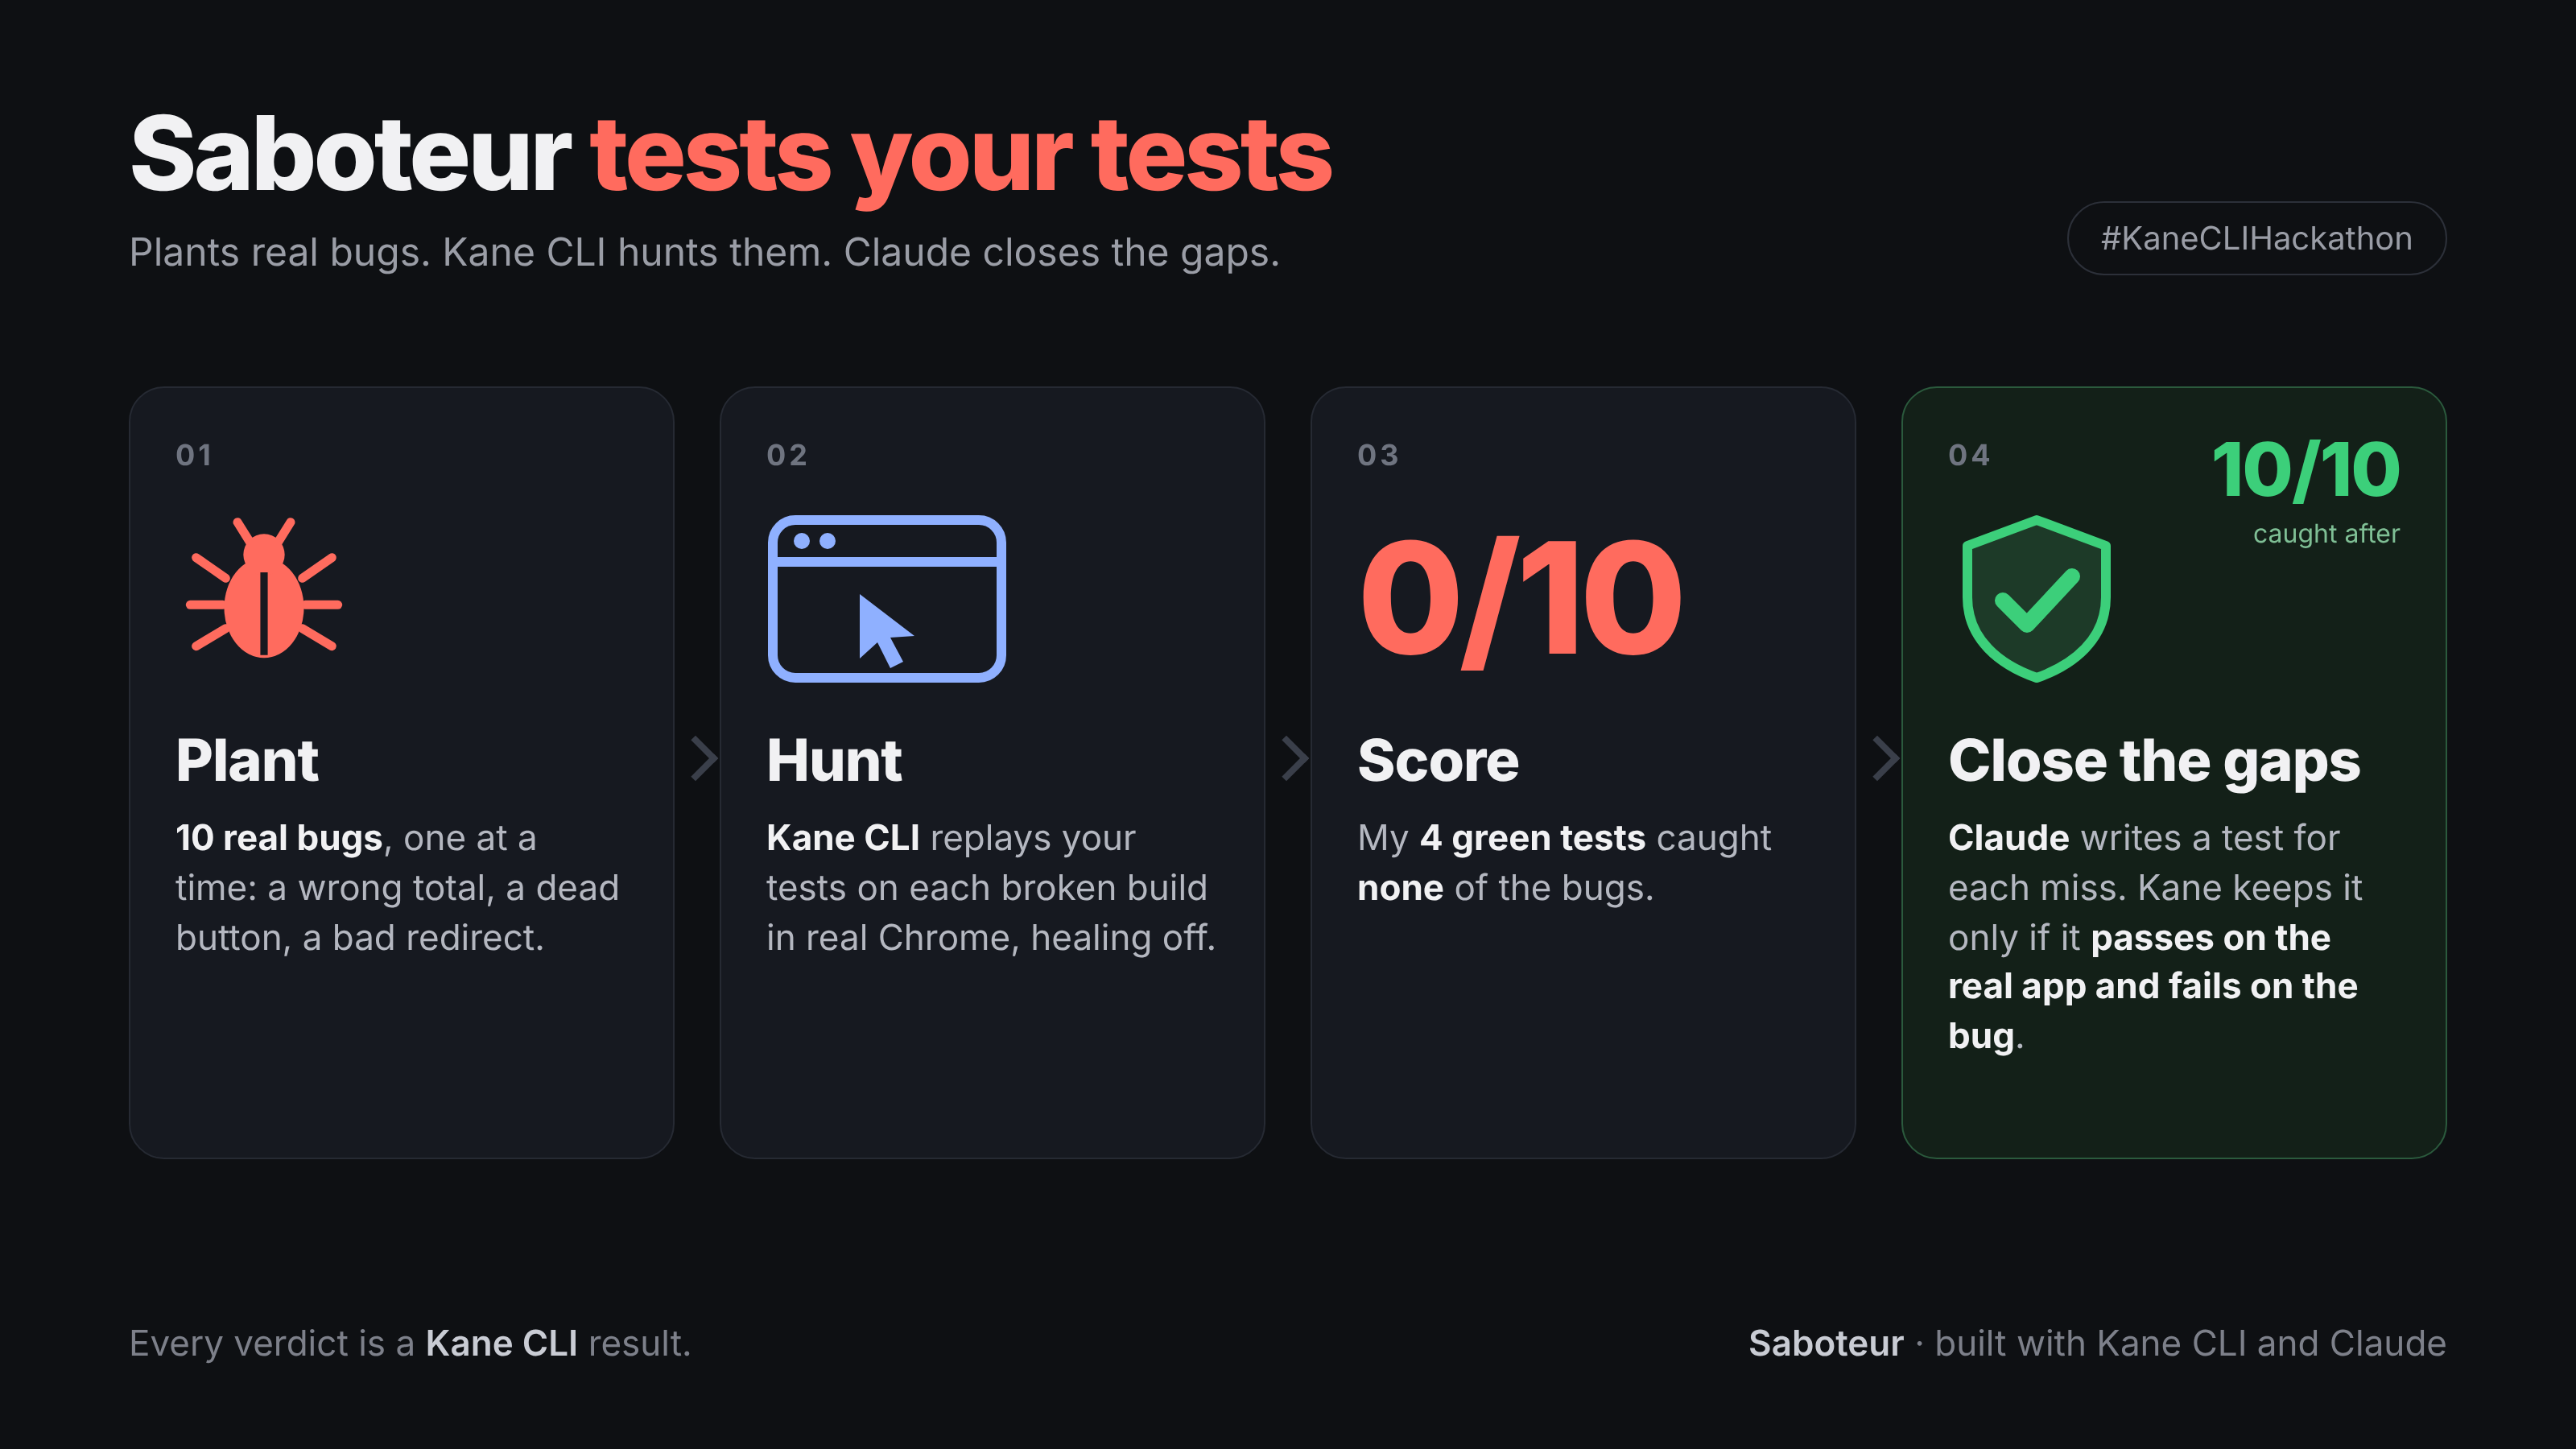 Saboteur tests your tests
Plants real bugs. Kane CLI hunts them. Claude closes the gaps.
#KaneCLIHackathon
01
Plant
10 real bugs, one at a
time: a wrong total, a dead
button, a bad redirect.
02
Hunt
Kane CLI replays your
tests on each broken build
in real Chrome, healing off.
03
0/10
Score
My 4 green tests caught
none of the bugs.
04
10/10
caught after
Close the gaps
Claude writes a test for
each miss. Kane keeps it
only if it passes on the
real app and fails on the
bug.
Every verdict is a Kane CLI result.
Saboteur · built with Kane CLI and Claude